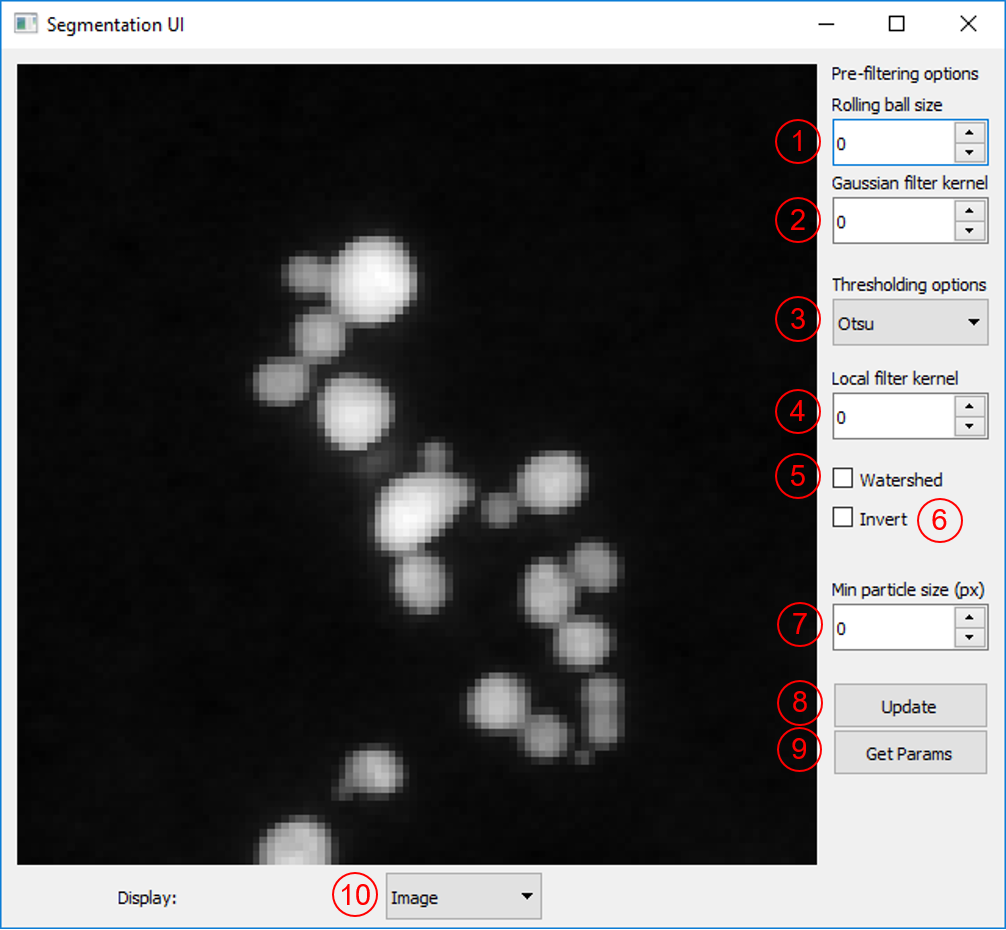 Segmentation UI
Pre-filtering options
Rolling ball size
1 0
Gaussian filter kernel
2 0
Thresholding options
3 Otsu
Local filter kernel
4 0
5 Watershed
Invert 6
Min particle size (px)
7 0
8 Update
9 Get Params
Display: 10 Image